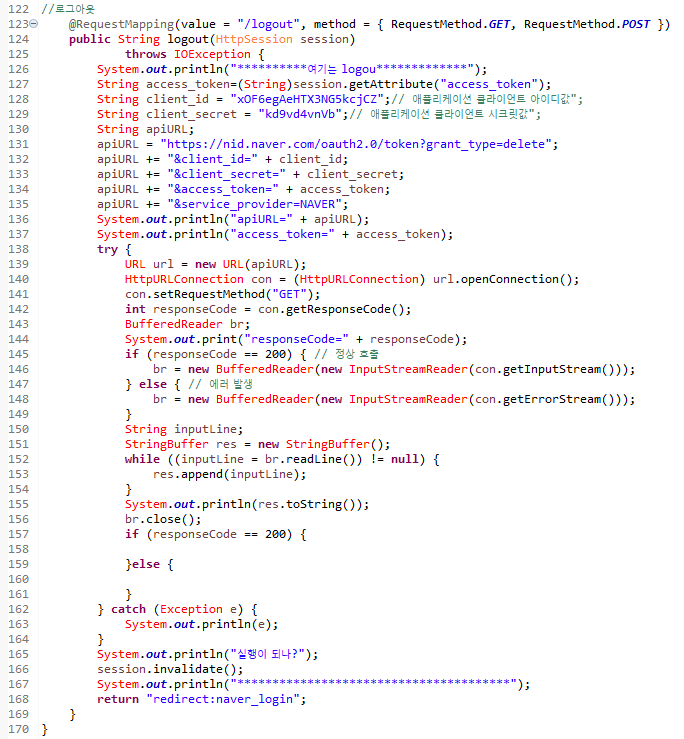 122 //로그아웃
123 @RequestMapping(value = "/logout", method = { RequestMethod.GET, RequestMethod.POST })
124 public String logout(HttpSession session)
125 throws IOException {
126 System.out.println("**********여기는 logou*************");
127 String access_token=(String)session.getAttribute("access_token");
128 String client_id = "xOF6egAeHTX3NG5kcjCZ";// 애플리케이션 클라이언트 아이디값";
129 String client_secret = "kd9vd4vnVb";// 애플리케이션 클라이언트 시크릿값";
130 String apiURL;
131 apiURL = "https://nid.naver.com/oauth2.0/token?grant_type=delete";
132 apiURL += "&client_id=" + client_id;
133 apiURL += "&client_secret=" + client_secret;
134 apiURL += "&access_token=" + access_token;
135 apiURL += "&service_provider=NAVER";
136 System.out.println("apiURL=" + apiURL);
137 System.out.println("access_token=" + access_token);
138 try {
139 URL url = new URL(apiURL);
140 HttpURLConnection con = (HttpURLConnection) url.openConnection();
141 con.setRequestMethod("GET");
142 int responseCode = con.getResponseCode();
143 BufferedReader br;
144 System.out.print("responseCode=" + responseCode);
145 if (responseCode == 200) { // 정상 호출
146 br = new BufferedReader(new InputStreamReader(con.getInputStream()));
147 } else { // 에러 발생
148 br = new BufferedReader(new InputStreamReader(con.getErrorStream()));
149 }
150 String inputLine;
151 StringBuffer res = new StringBuffer();
152 while ((inputLine = br.readLine()) != null) {
153 res.append(inputLine);
154 }
155 System.out.println(res.toString());
156 br.close();
157 if (responseCode == 200) {
158
159 }else {
160
161 }
162 } catch (Exception e) {
163 System.out.println(e);
164 }
165 System.out.println("실행이 되나?");
166 session.invalidate();
167 System.out.println("***************************************");
168 return "redirect:naver_login";
169 }
170 }